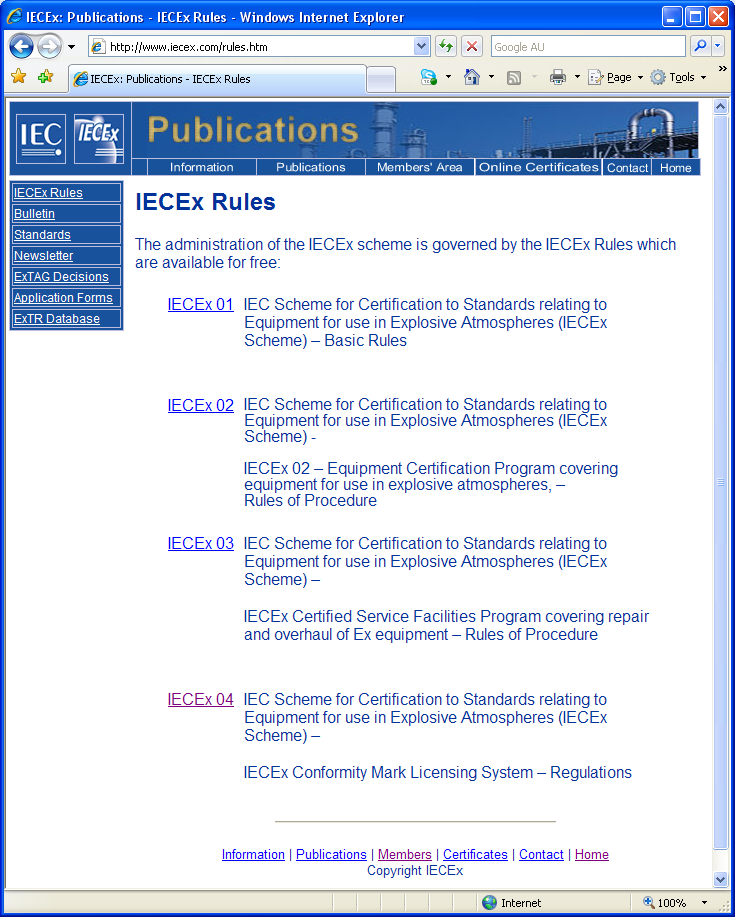 IECEx: Publications - IECEx Rules - Windows Internet Explorer
http://www.iecex.com/rules.htm
Google AU
IECEx: Publications - IECEx Rules
Page
Tools
IEC
IECEx
Publications
Information
Publications
Members' Area
Online Certificates
Contact
Home
IECEx Rules
Bulletin
Standards
Newsletter
ExTAG Decisions
Application Forms
ExTR Database
IECEx Rules
The administration of the IECEx scheme is governed by the IECEx Rules which
are available for free:
IECEx 01 IEC Scheme for Certification to Standards relating to
Equipment for use in Explosive Atmospheres (IECEx
Scheme) – Basic Rules
IECEx 02 IEC Scheme for Certification to Standards relating to
Equipment for use in Explosive Atmospheres (IECEx
Scheme) -
IECEx 02 – Equipment Certification Program covering
equipment for use in explosive atmospheres, –
Rules of Procedure
IECEx 03 IEC Scheme for Certification to Standards relating to
Equipment for use in Explosive Atmospheres (IECEx
Scheme) –
IECEx Certified Service Facilities Program covering repair
and overhaul of Ex equipment – Rules of Procedure
IECEx 04 IEC Scheme for Certification to Standards relating to
Equipment for use in Explosive Atmospheres (IECEx
Scheme) –
IECEx Conformity Mark Licensing System – Regulations
Information | Publications | Members | Certificates | Contact | Home
Copyright IECEx
Internet
100%